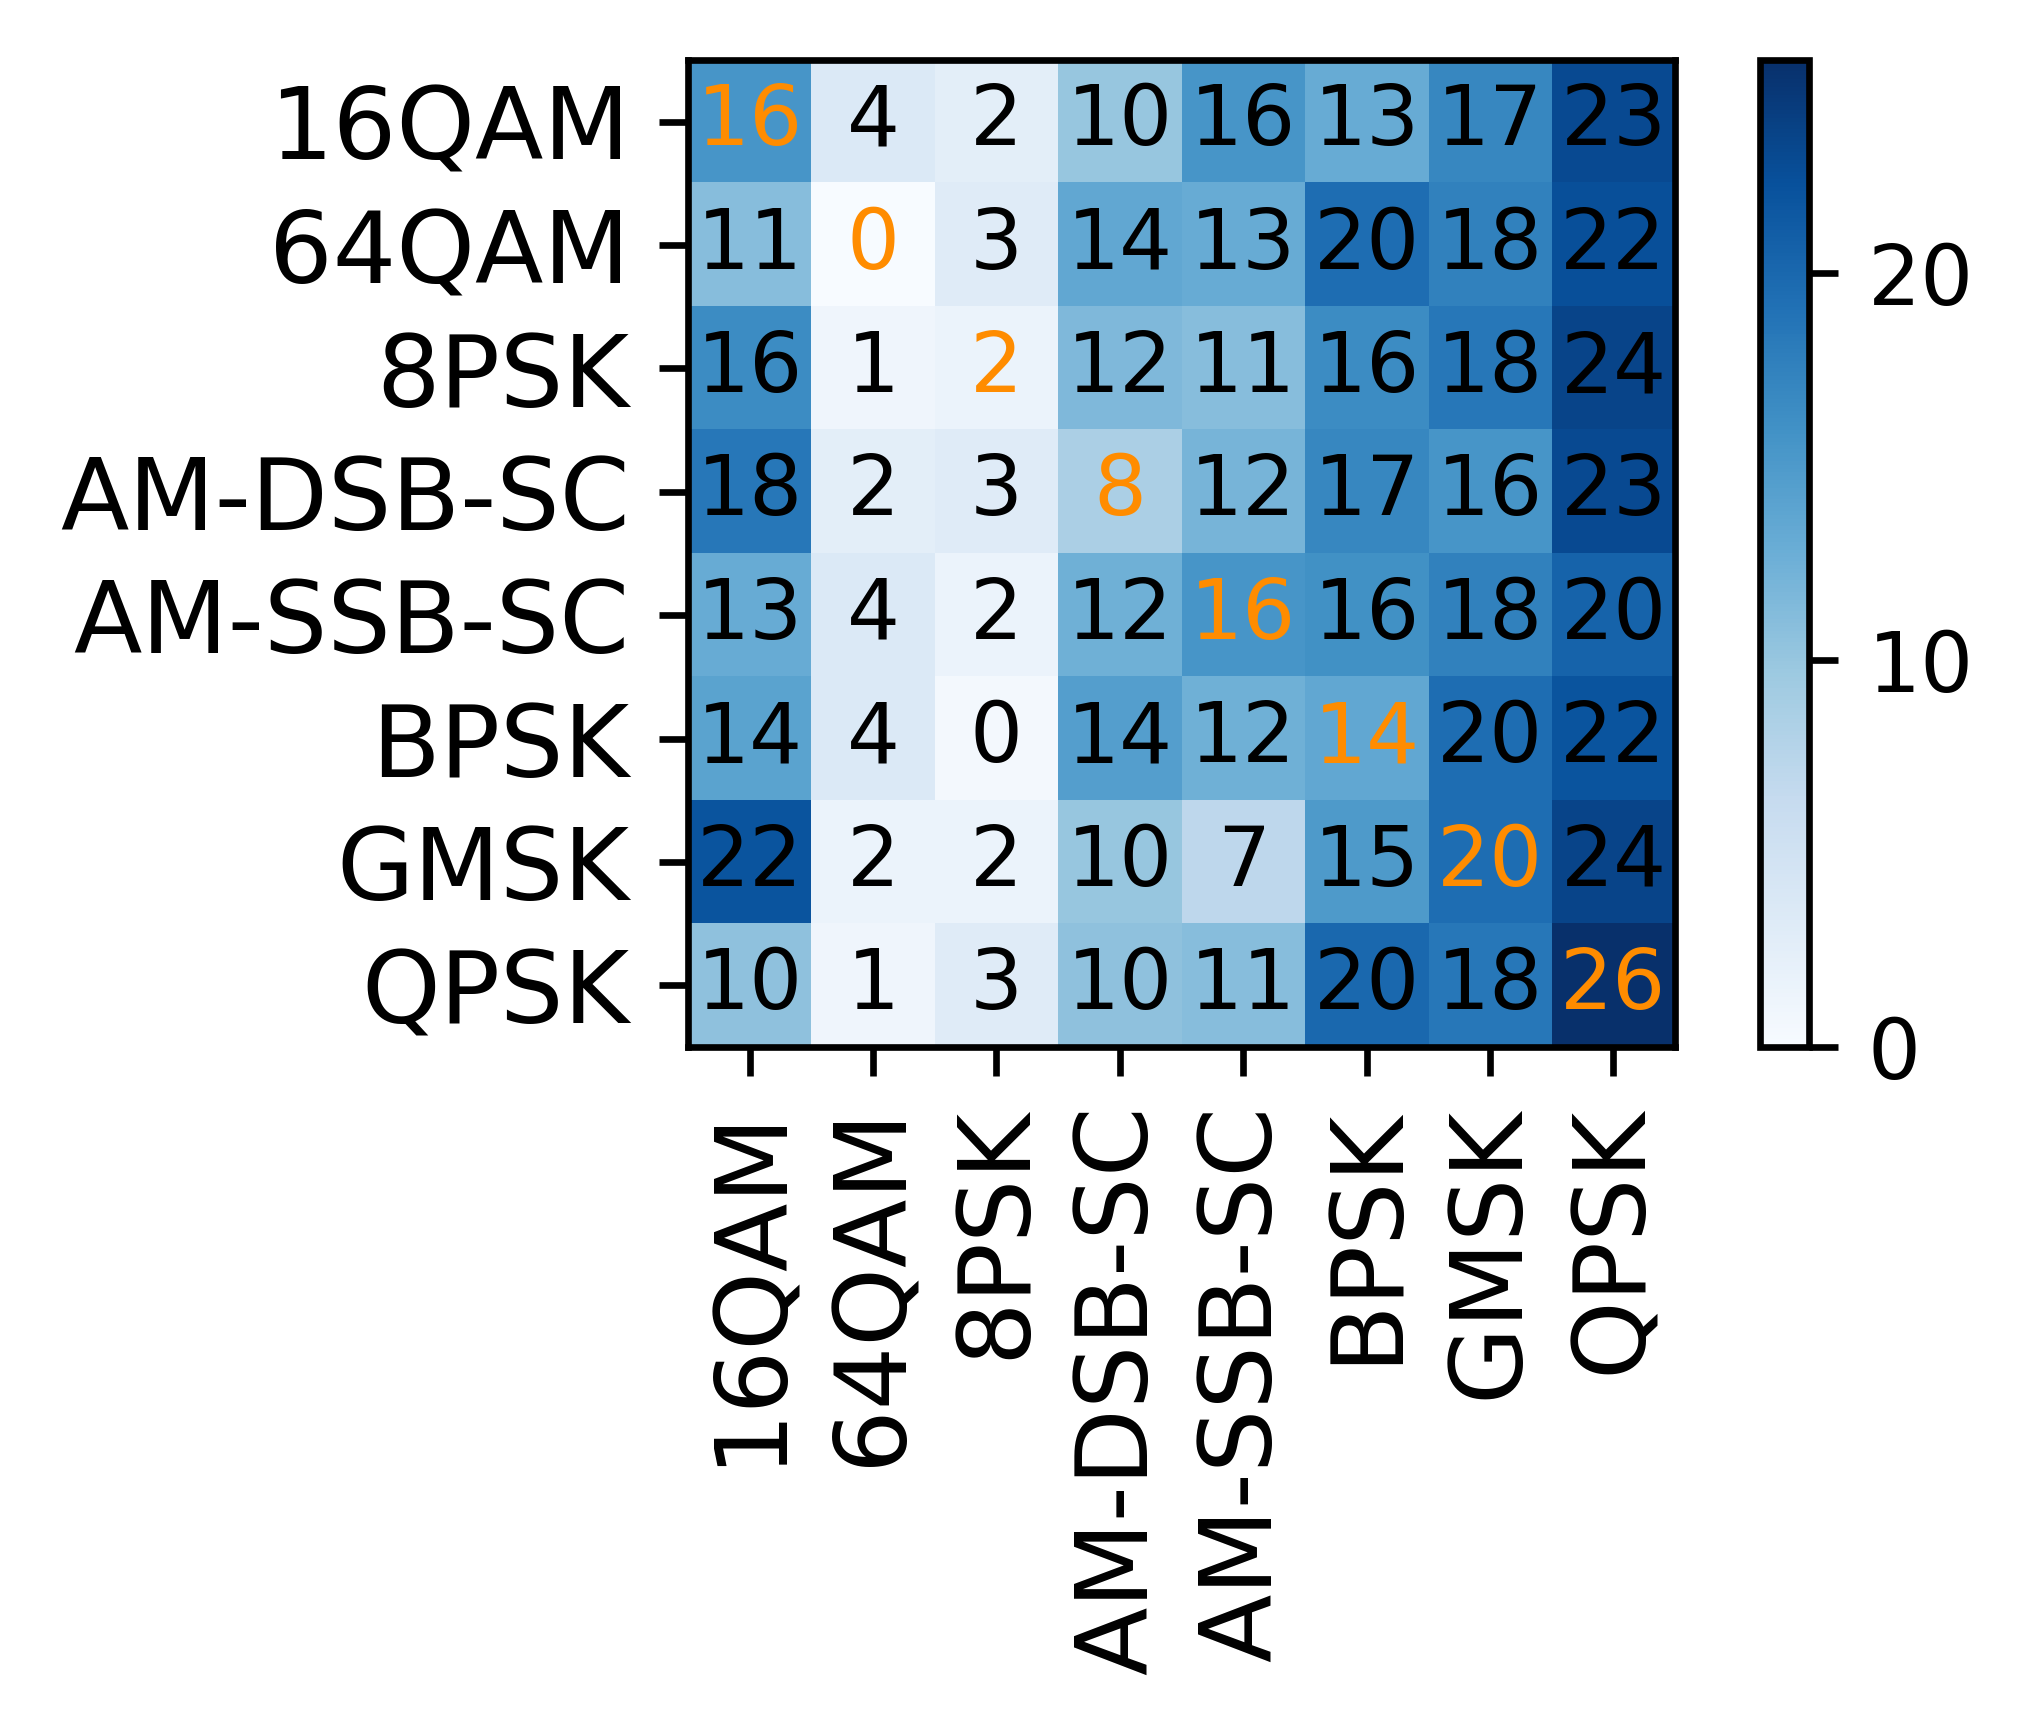 16QAM 16 4 2 10 16 13 17 23
64QAM 11 0 3 14 13 20 18 22
8PSK 16 1 2 12 11 16 18 24
AM-DSB-SC 18 2 3 8 12 17 16 23
AM-SSB-SC 13 4 2 12 16 16 18 20
BPSK 14 4 0 14 12 14 20 22
GMSK 22 2 2 10 7 15 20 24
QPSK 10 1 3 10 11 20 18 26
16QAM
64QAM
8PSK
AM-DSB-SC
AM-SSB-SC
BPSK
GMSK
QPSK
20
10
0